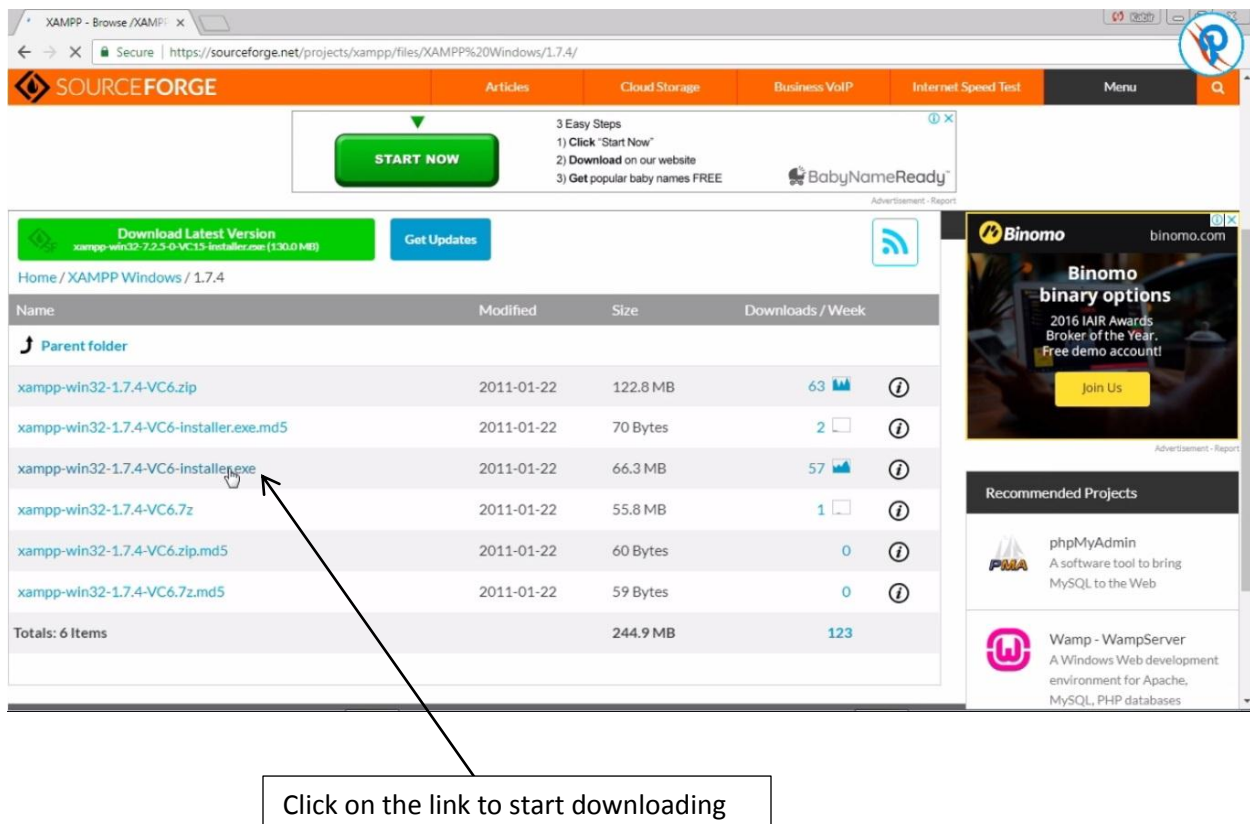 XAMPP - Browse /XAMPP
Secure | https://sourceforge.net/projects/xampp/files/XAMPP%20Windows/1.7.4/
SOURCEFORGE
Articles
Cloud Storage
Business VoIP
Internet Speed Test
Menu
START NOW
3 Easy Steps
1) Click "Start Now"
2) Download on our website
3) Get popular baby names FREE
BabyNameReady
Advertisement - Report
Download Latest Version
xampp-win32-7.2.5-0-VC15-installer.exe (130.0 MB)
Get Updates
Home / XAMPP Windows / 1.7.4
Name Modified Size Downloads / Week
Parent folder
xampp-win32-1.7.4-VC6.zip 2011-01-22 122.8 MB 63
xampp-win32-1.7.4-VC6-installer.exe.md5 2011-01-22 70 Bytes 2
xampp-win32-1.7.4-VC6-installer.exe 2011-01-22 66.3 MB 57
xampp-win32-1.7.4-VC6.7z 2011-01-22 55.8 MB 1
xampp-win32-1.7.4-VC6.zip.md5 2011-01-22 60 Bytes 0
xampp-win32-1.7.4-VC6.7z.md5 2011-01-22 59 Bytes 0
Totals: 6 Items 244.9 MB 123
Binomo
binomo.com
Binomo
binary options
2016 IAIR Awards
Broker of the Year.
Free demo account!
Join Us
Advertisement - Report
Recommended Projects
PMA
phpMyAdmin
A software tool to bring
MySQL to the Web
Wamp - WampServer
A Windows Web development
environment for Apache,
MySQL, PHP databases
Click on the link to start downloading